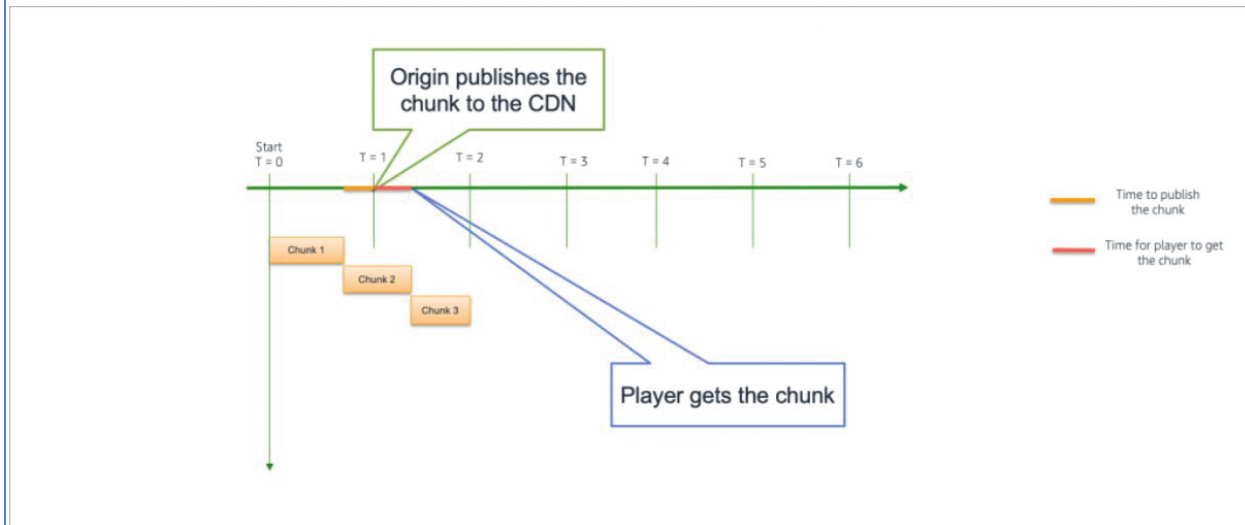 Origin publishes the
chunk to the CDN
Start
T = 0
T = 1
T = 2
T = 3
T = 4
T = 5
T = 6
Time to publish
the chunk
Time for player to get
the chunk
Chunk 1
Chunk 2
Chunk 3
Player gets the chunk